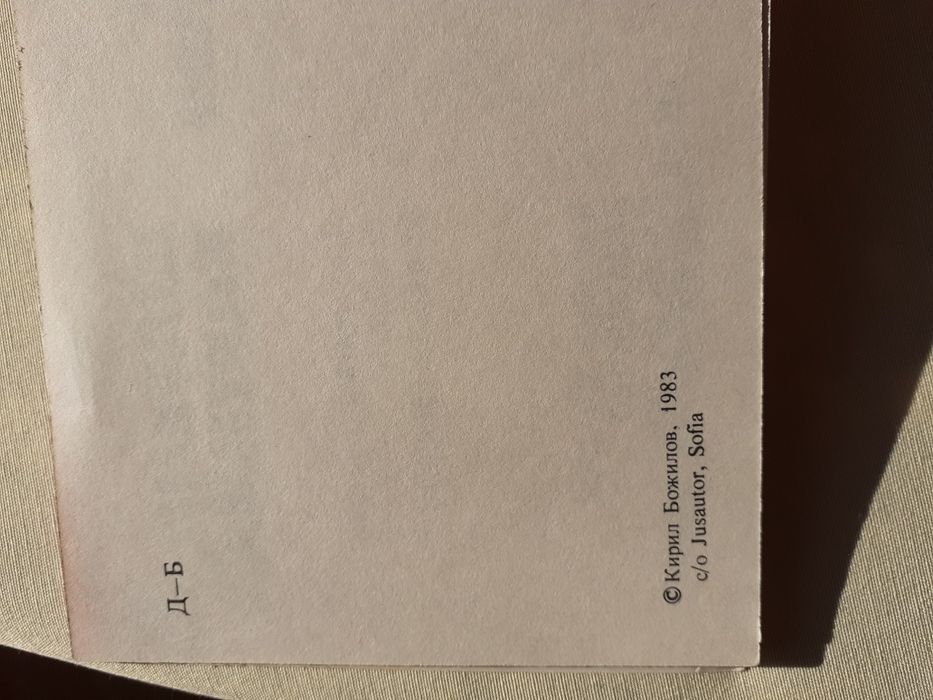 Д—Б
© Кирил Божилов, 1983
c/o Jusautor, Sofia